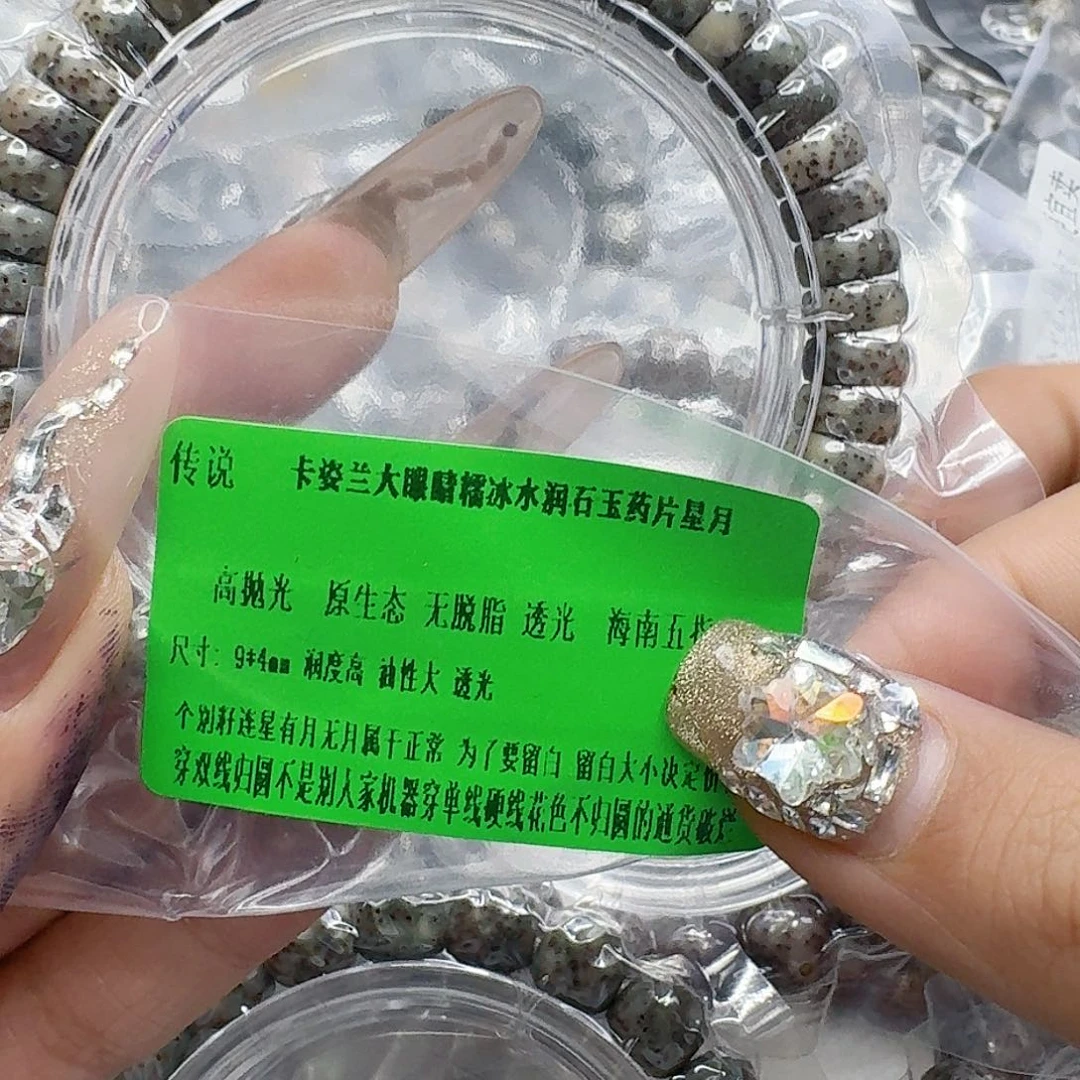 传说 卡姿兰大眼睛糯冰水润石玉药片星月
高抛光 原生态 无脱脂 透光 海南五指
尺寸: 9*4mm 润度高 油性大 透光
个别籽连星有月无月属于正常 为了要留白 留白大小决定价
穿双线归圆不是别人家机器穿单线硬线花色不归圆的通货破烂